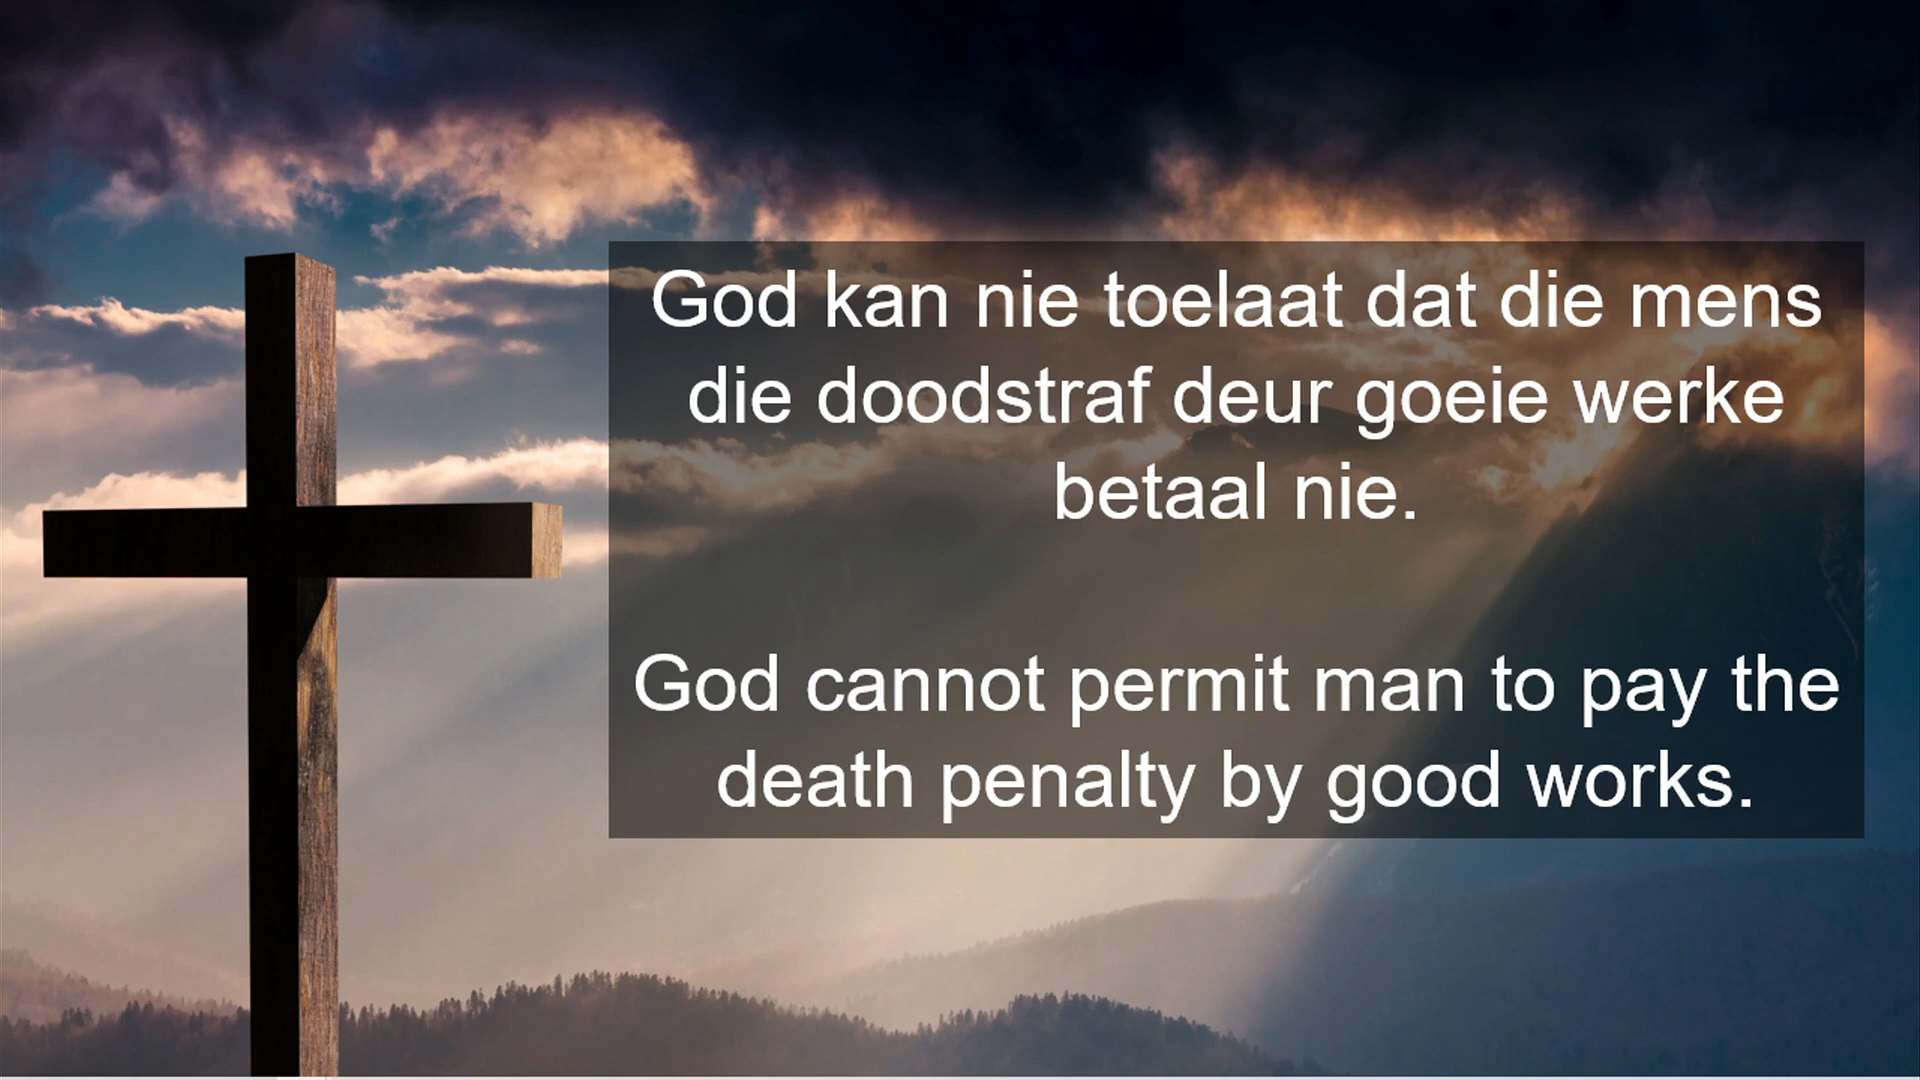 God kan nie toelaat dat die mens
die doodstraf deur goeie werke
betaal nie.
God cannot permit man to pay the
death penalty by good works.